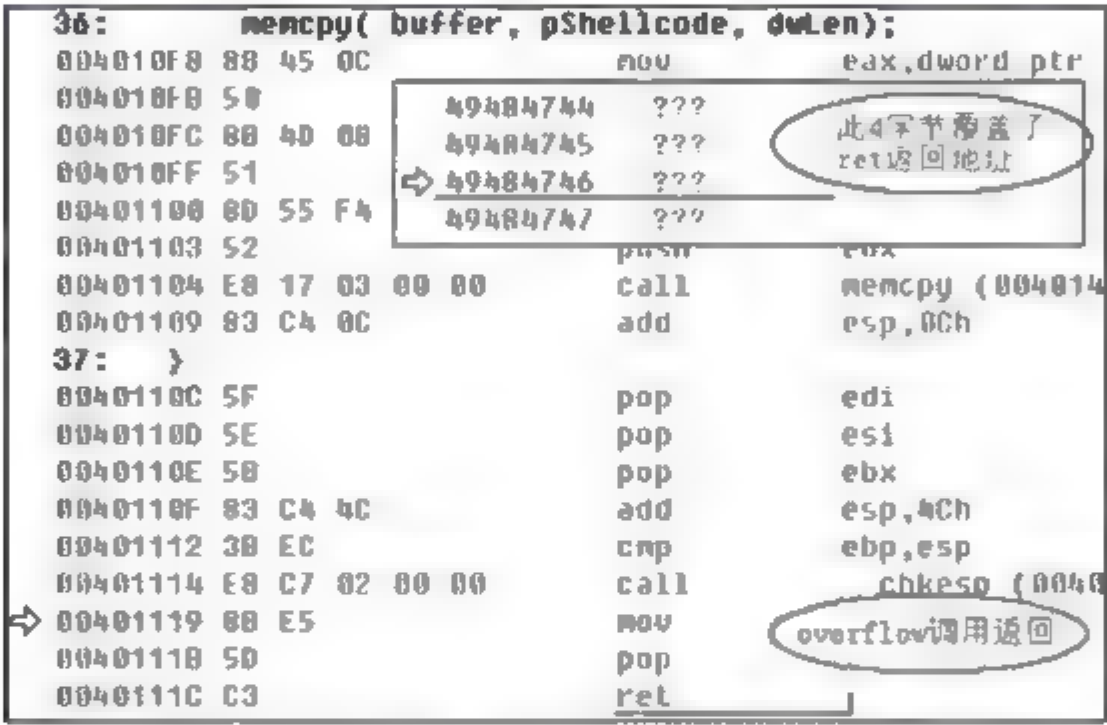 36: memcpy( buffer, pShellcode, dwLen);
004010F8 8B 45 0C mov eax,dword ptr
004010FB 50
49484744 ???
此4字节覆盖了
004010FC 8B 4D 08
49484745 ???
ret返回地址
004010FF 51
49484746 ???
00401100 8D 55 F4
49484747 ???
00401103 52 push edx
00401104 E8 17 03 00 00 call memcpy (004014
00401109 83 C4 0C add esp,0Ch
37: }
0040110C 5F pop edi
0040110D 5E pop esi
0040110E 5B pop ebx
0040110F 83 C4 4C add esp,4Ch
00401112 3B EC cmp ebp,esp
00401114 E8 C7 02 00 00 call chkesp (0040
00401119 8B E5 mov
overflow调用返回
0040111B 5D pop
0040111C C3 ret